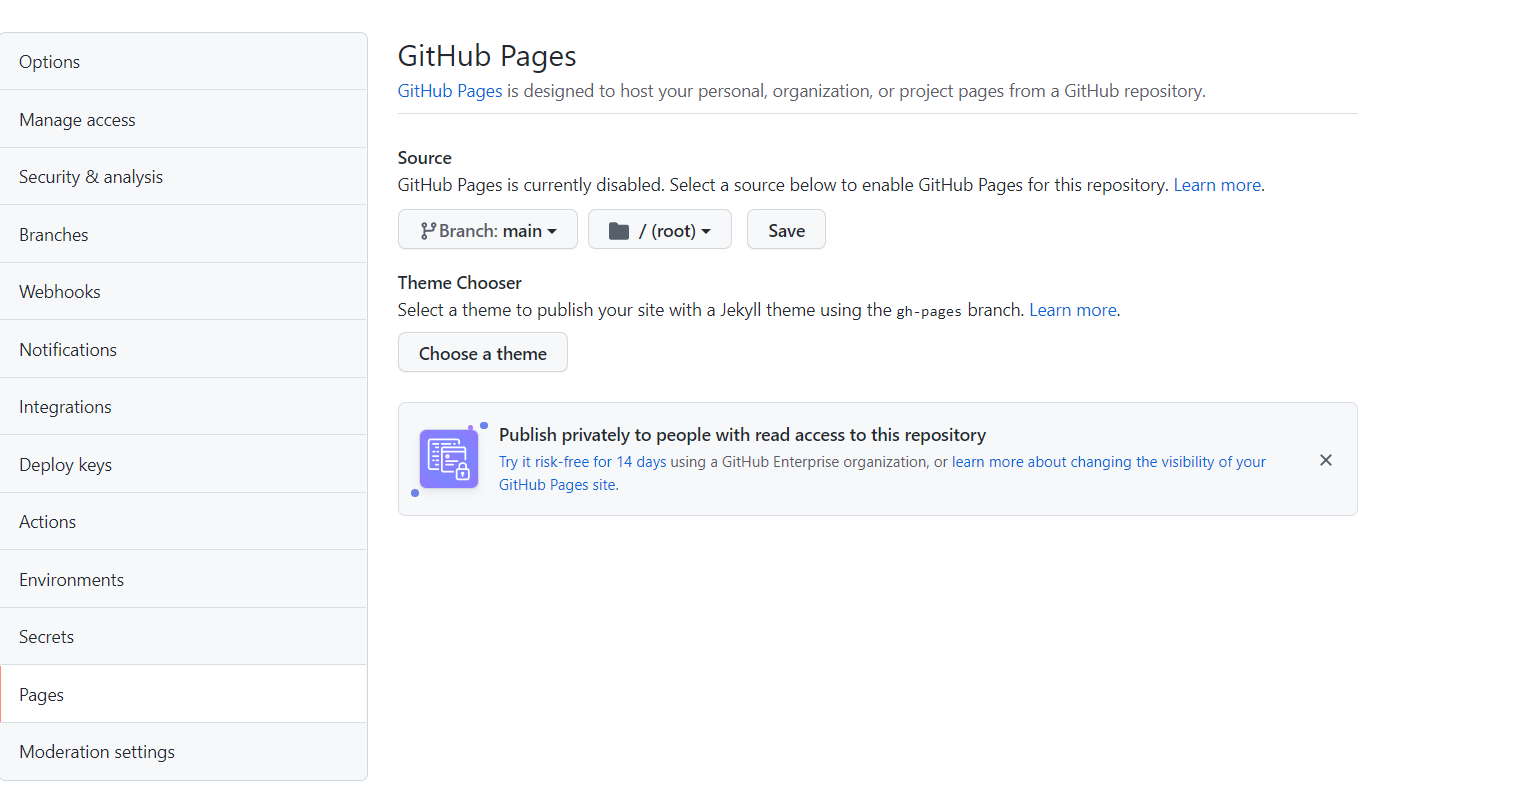 Options
Manage access
Security & analysis
Branches
Webhooks
Notifications
Integrations
Deploy keys
Actions
Environments
Secrets
Pages
Moderation settings
GitHub Pages
GitHub Pages is designed to host your personal, organization, or project pages from a GitHub repository.
Source
GitHub Pages is currently disabled. Select a source below to enable GitHub Pages for this repository. Learn more.
Branch: main / (root) Save
Theme Chooser
Select a theme to publish your site with a Jekyll theme using the gh-pages branch. Learn more.
Choose a theme
Publish privately to people with read access to this repository
Try it risk-free for 14 days using a GitHub Enterprise organization, or learn more about changing the visibility of your
GitHub Pages site.